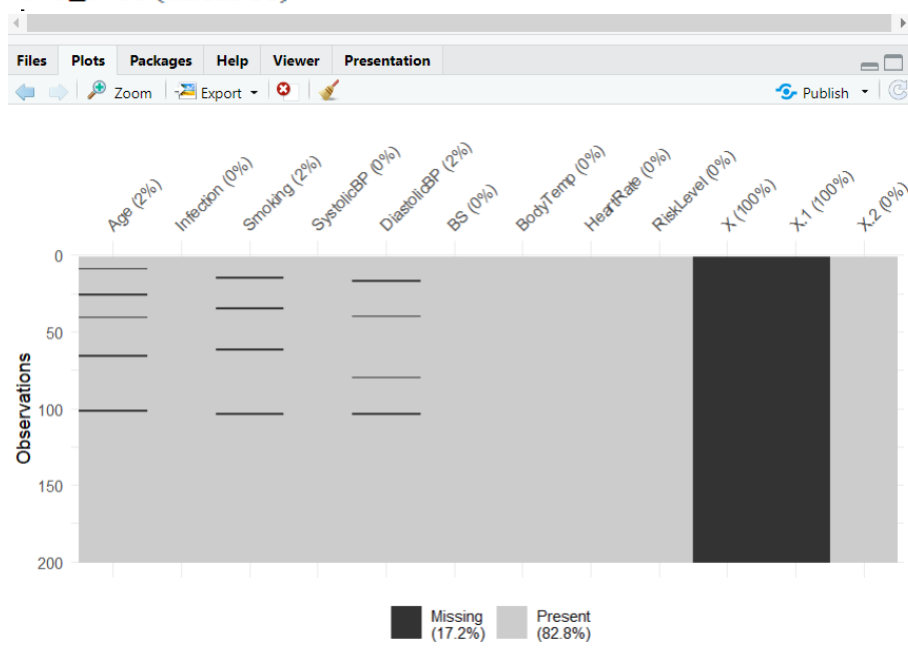 Files Plots Packages Help Viewer Presentation
Zoom Export Publish
Age (2%) Infection (0%) Smoking (2%) SystolicBP (0%) DiastolicBP (2%) BS (0%) BodyTemp (0%) HeartRate (0%) RiskLevel (0%) X (100%) X.1 (100%) X.2 (0%)
0
50
100
150
200
Observations
Missing Present
(17.2%) (82.8%)